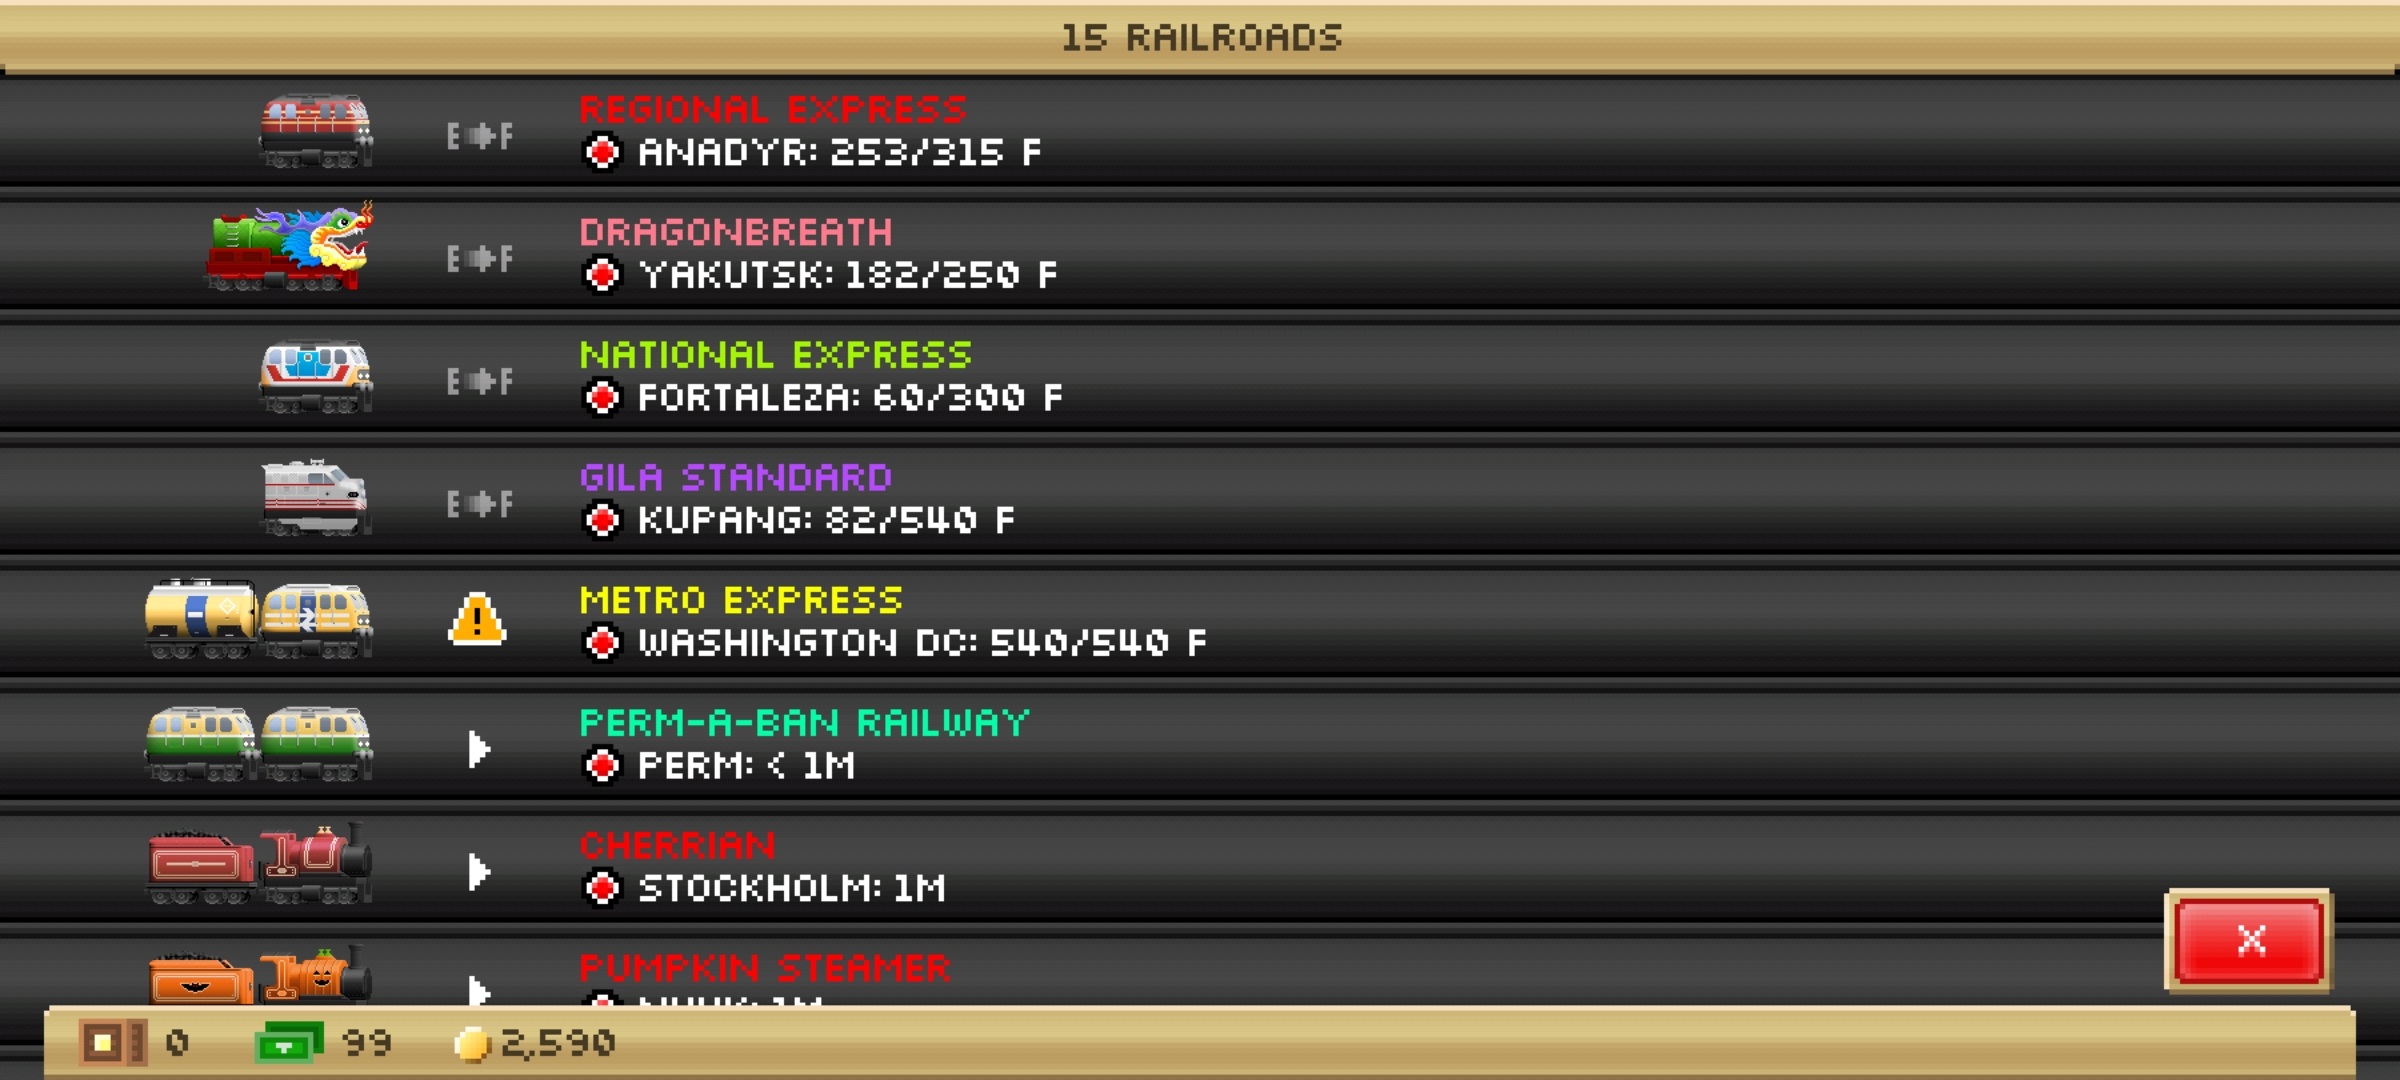 15 RAILROADS
E F
REGIONAL EXPRESS
ANADYR: 253/315 F
E F
DRAGONBREATH
YAKUTSK: 182/250 F
E F
NATIONAL EXPRESS
FORTALEZA: 60/300 F
E F
GILA STANDARD
KUPANG: 82/540 F
!
METRO EXPRESS
WASHINGTON DC: 540/540 F
PERM-A-BAN RAILWAY
PERM: < 1M
CHERRIAN
STOCKHOLM: 1M
PUMPKIN STEAMER
X
0 99 2,590